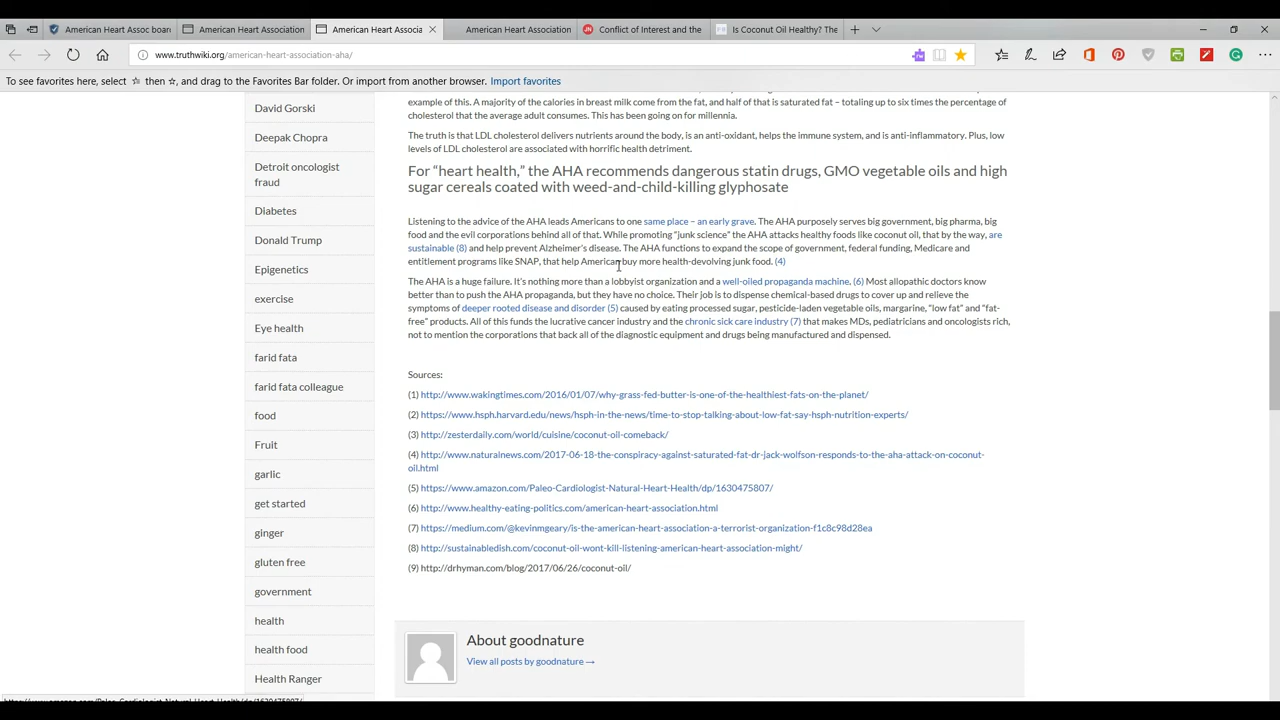 American Heart Assoc boar
American Heart Association
American Heart Associa
American Heart Association
Conflict of Interest and the
Is Coconut Oil Healthy? The
www.truthwiki.org/american-heart-association-aha/
To see your favorites here, select ☆ then ☆, and drag to the Favorites Bar folder. Or import from another browser. Import favorites
David Gorski
Deepak Chopra
Detroit oncologist
fraud
Diabetes
Donald Trump
Epigenetics
exercise
Eye health
farid fata
farid fata colleague
food
Fruit
garlic
get started
ginger
gluten free
government
health
health food
Health Ranger
example of this. A majority of the calories in breast milk come from the fat, and half of that is saturated fat – totaling up to six times the percentage of
cholesterol that the average adult consumes. This has been going on for millennia.
The truth is that LDL cholesterol delivers nutrients around the body, is an anti-oxidant, helps the immune system, and is anti-inflammatory. Plus, low
levels of LDL cholesterol are associated with horrific health detriment.
For “heart health,” the AHA recommends dangerous statin drugs, GMO vegetable oils and high
sugar cereals coated with weed-and-child-killing glyphosate
Listening to the advice of the AHA leads Americans to one same place – an early grave. The AHA purposely serves big government, big pharma, big
food and the evil corporations behind all of that. While promoting “junk science” the AHA attacks healthy foods like coconut oil, that by the way, are
sustainable (8) and help prevent Alzheimer’s disease. The AHA functions to expand the scope of government, federal funding, Medicare and
entitlement programs like SNAP, that help American buy more health-devolving junk food. (4)
The AHA is a huge failure. It’s nothing more than a lobbyist organization and a well-oiled propaganda machine. (6) Most allopathic doctors know
better than to push the AHA propaganda, but they have no choice. Their job is to dispense chemical-based drugs to cover up and relieve the
symptoms of deeper rooted disease and disorder (5) caused by eating processed sugar, pesticide-laden vegetable oils, margarine, “low fat” and “fat-
free” products. All of this funds the lucrative cancer industry and the chronic sick care industry (7) that makes MDs, pediatricians and oncologists rich,
not to mention the corporations that back all of the diagnostic equipment and drugs being manufactured and dispensed.
Sources:
(1) http://www.wakingtimes.com/2016/01/07/why-grass-fed-butter-is-one-of-the-healthiest-fats-on-the-planet/
(2) https://www.hsph.harvard.edu/news/hsph-in-the-news/time-to-stop-talking-about-low-fat-say-hsph-nutrition-experts/
(3) http://zesterdaily.com/world/cuisine/coconut-oil-comeback/
(4) http://www.naturalnews.com/2017-06-18-the-conspiracy-against-saturated-fat-dr-jack-wolfson-responds-to-the-aha-attack-on-coconut-
oil.html
(5) https://www.amazon.com/Paleo-Cardiologist-Natural-Heart-Health/dp/1630475807/
(6) http://www.healthy-eating-politics.com/american-heart-association.html
(7) https://medium.com/@kevinmgeary/is-the-american-heart-association-a-terrorist-organization-f1c8c98d28ea
(8) http://sustainabledish.com/coconut-oil-wont-kill-listening-american-heart-association-might/
(9) http://drhyman.com/blog/2017/06/26/coconut-oil/
About goodnature
View all posts by goodnature →